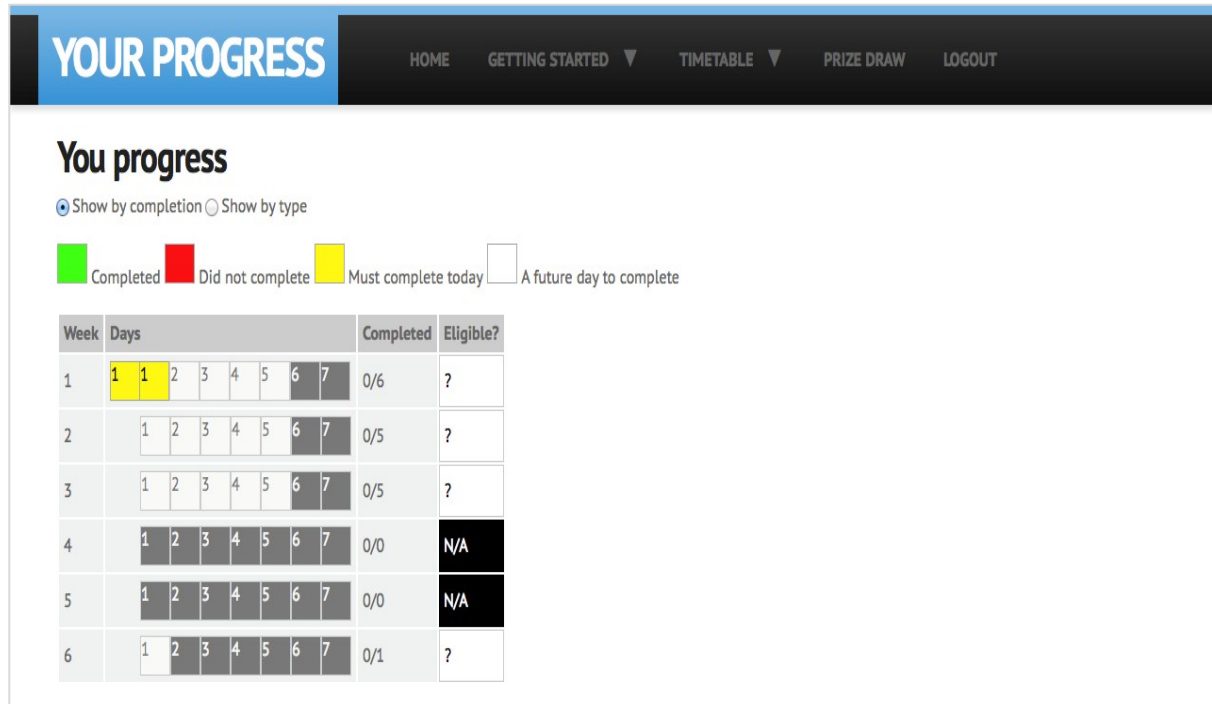 YOUR PROGRESS HOME GETTING STARTED ▼ TIMETABLE ▼ PRIZE DRAW LOGOUT
You progress
Show by completion Show by type
Completed Did not complete Must complete today A future day to complete
Week Days Completed Eligible?
1 1 1 2 3 4 5 6 7 0/6 ?
2 1 2 3 4 5 6 7 0/5 ?
3 1 2 3 4 5 6 7 0/5 ?
4 1 2 3 4 5 6 7 0/0 N/A
5 1 2 3 4 5 6 7 0/0 N/A
6 1 2 3 4 5 6 7 0/1 ?